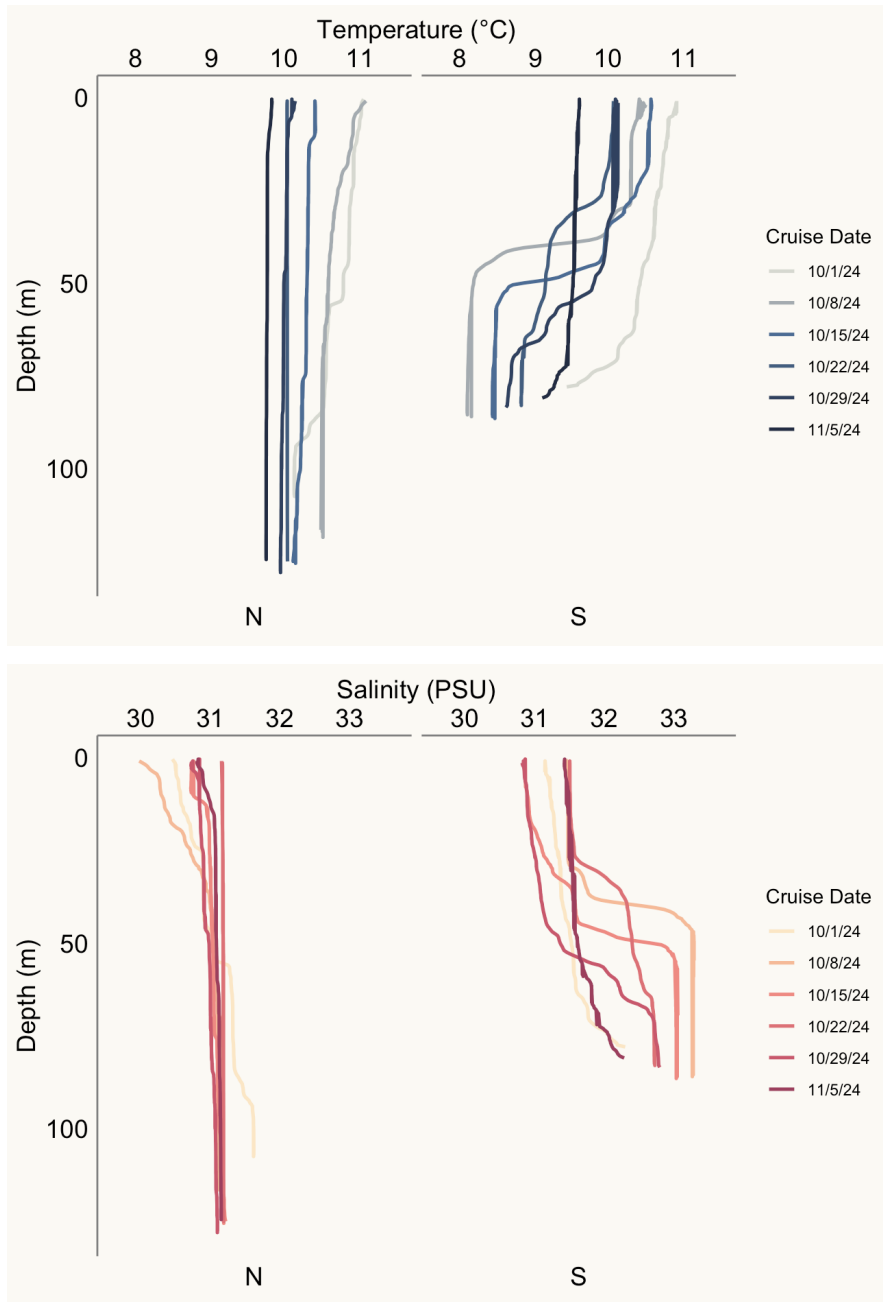 Temperature (°C)
8 9 10 11 8 9 10 11
0
50
100
Depth (m)
N S
Cruise Date
10/1/24
10/8/24
10/15/24
10/22/24
10/29/24
11/5/24
Salinity (PSU)
30 31 32 33 30 31 32 33
0
50
100
Depth (m)
N S
Cruise Date
10/1/24
10/8/24
10/15/24
10/22/24
10/29/24
11/5/24